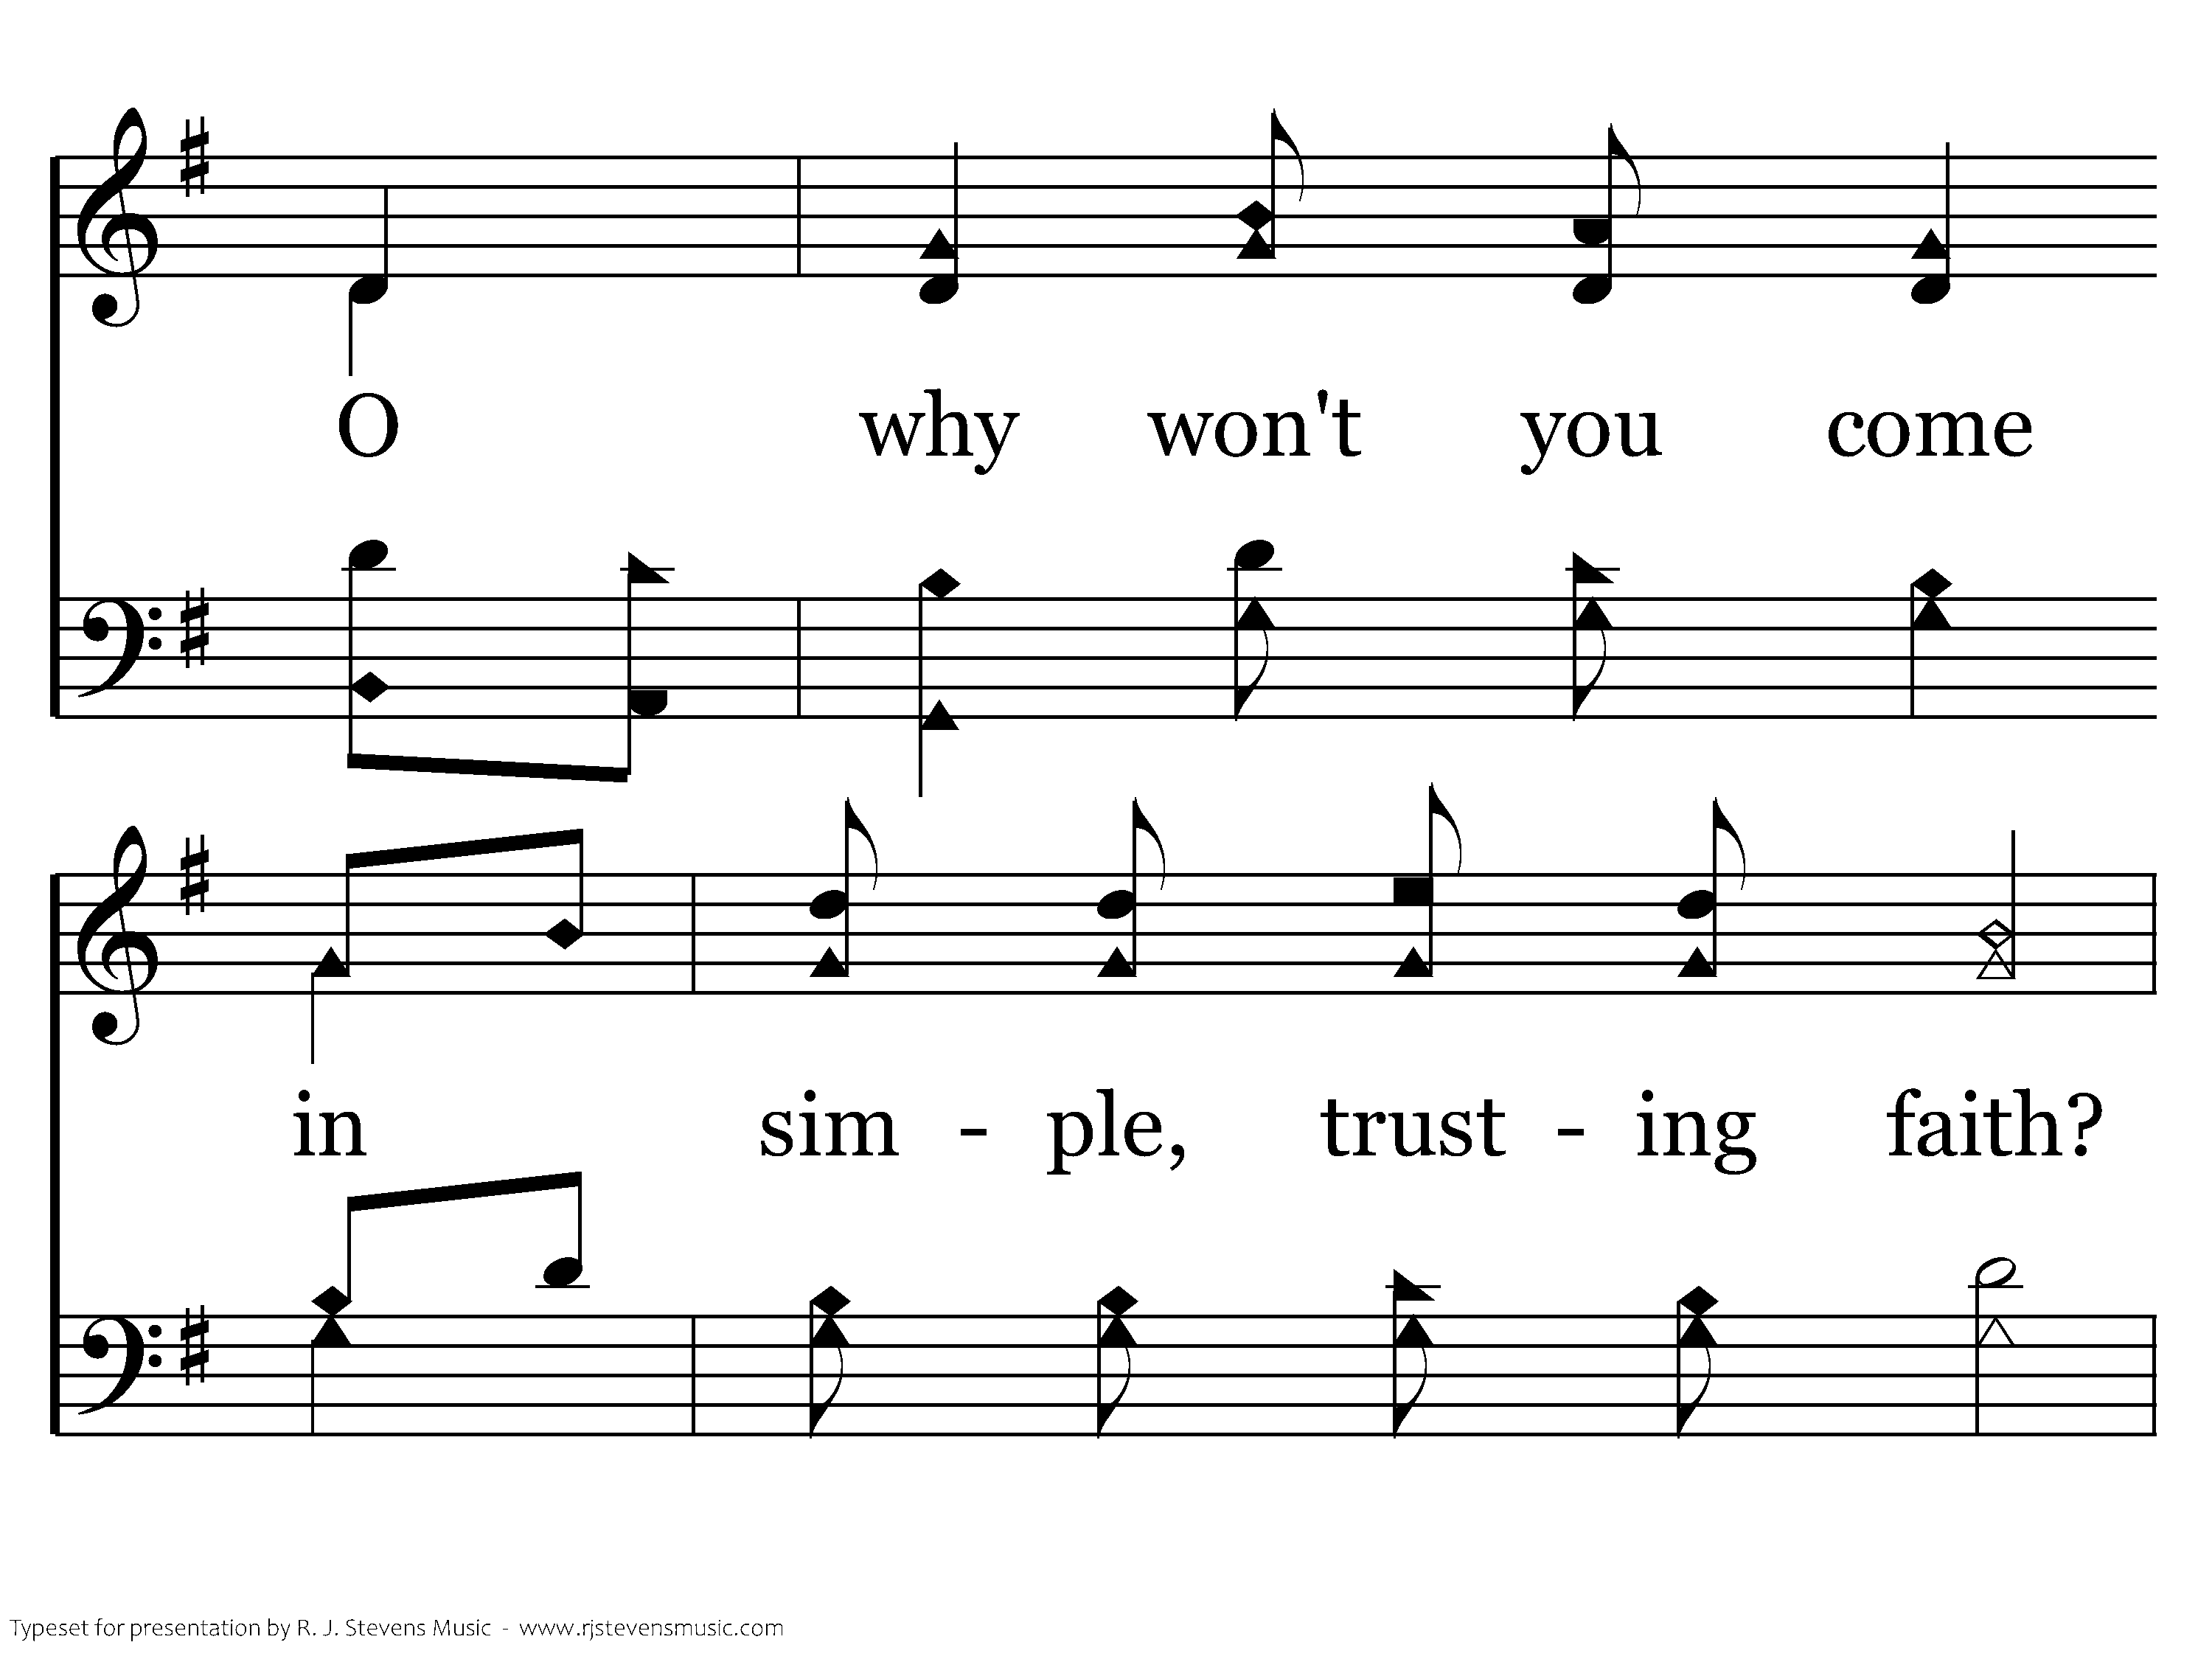 O why won't you come
in sim - ple, trust - ing faith?
Typeset for presentation by R. J. Stevens Music - www.rjstevensmusic.com